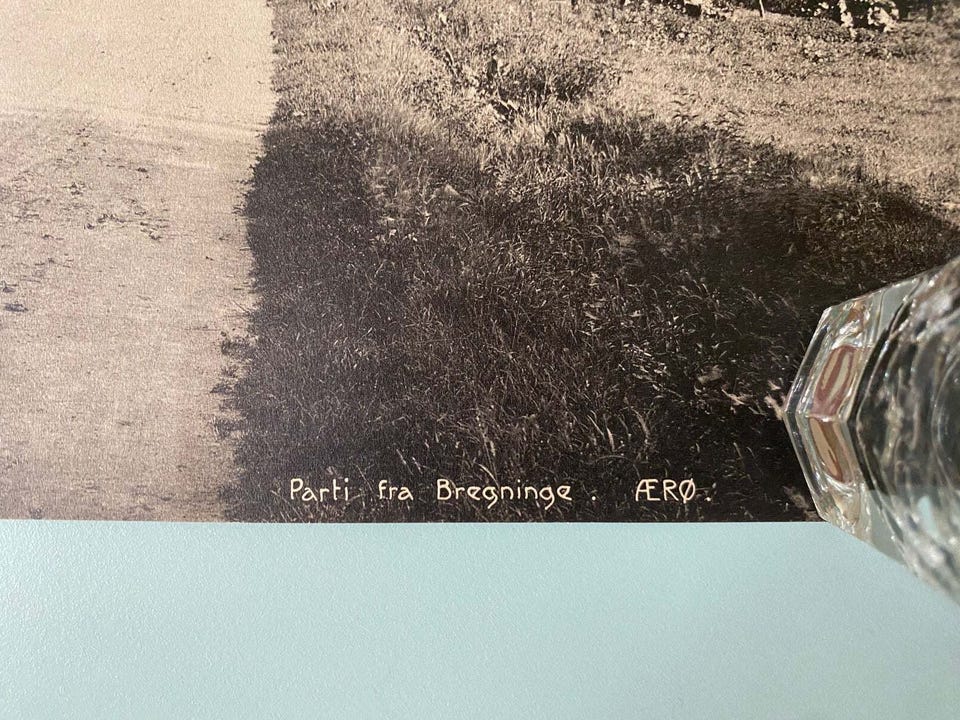 Parti fra Bregninge . ÆRØ.